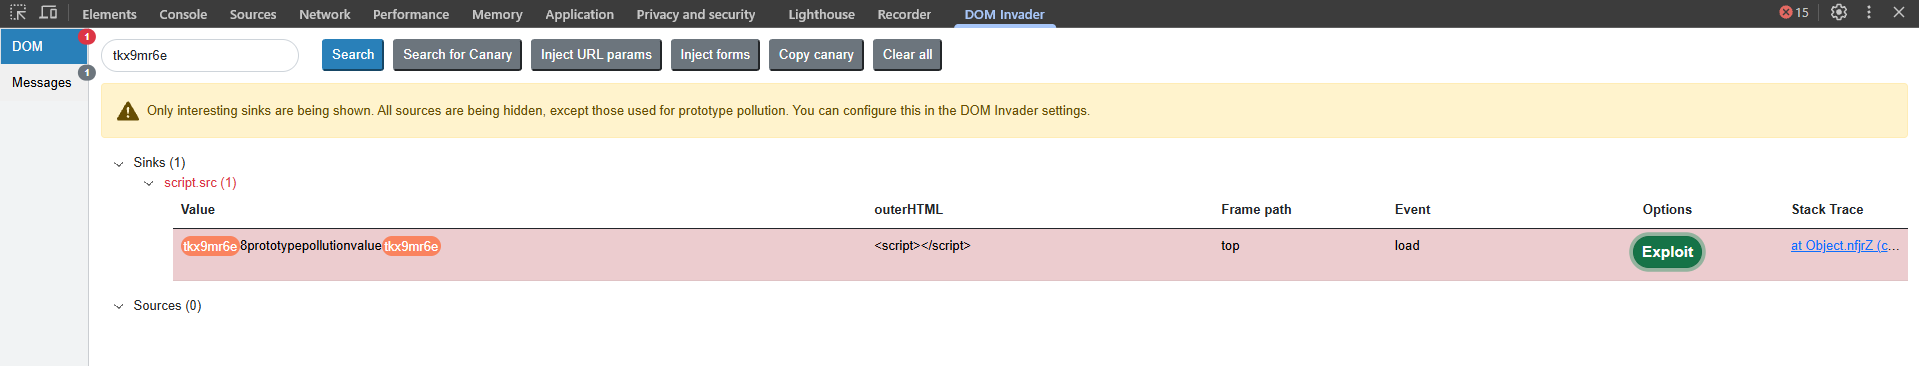 Elements Console Sources Network Performance Memory Application Privacy and security Lighthouse Recorder DOM Invader 15
DOM 1
Messages 1
tkx9mr6e Search Search for Canary Inject URL params Inject forms Copy canary Clear all
Only interesting sinks are being shown. All sources are being hidden, except those used for prototype pollution. You can configure this in the DOM Invader settings.
Sinks (1)
script.src (1)
Value outerHTML Frame path Event Options Stack Trace
tkx9mr6e8prototypepollutionvaluetkx9mr6e <script></script> top load Exploit at Object.nfjrZ (c...
Sources (0)